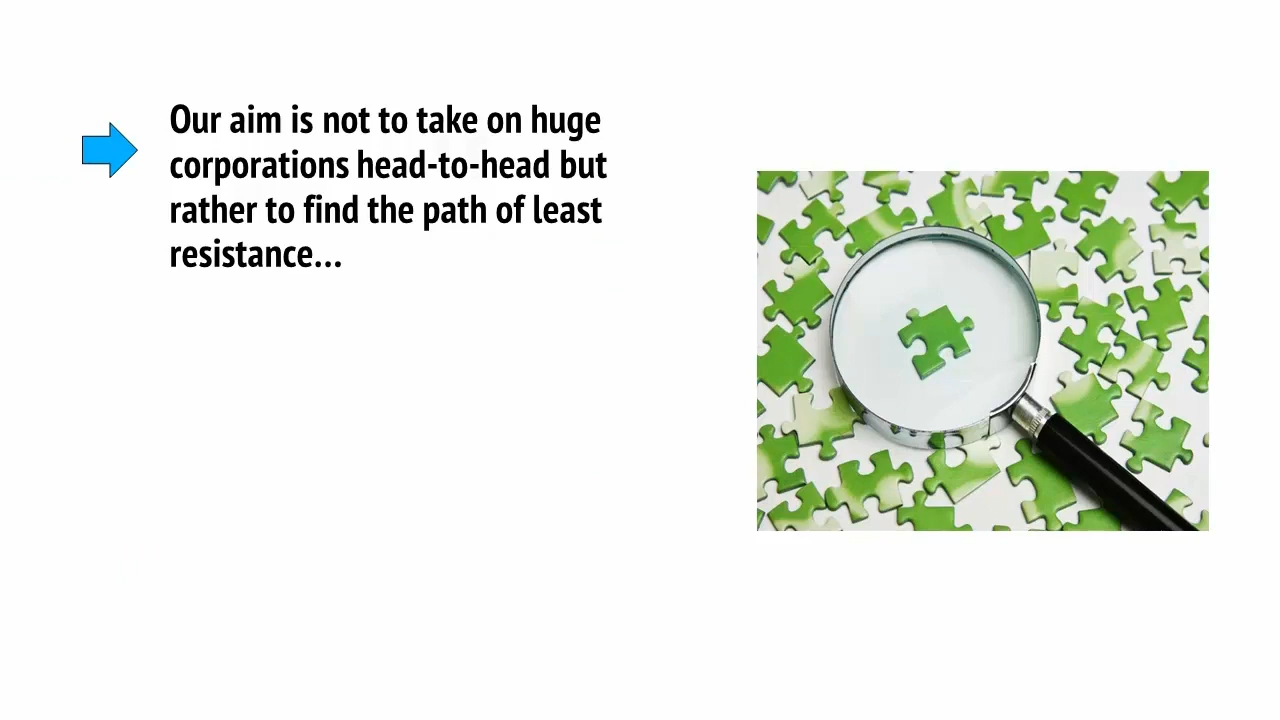 Our aim is not to take on huge
corporations head-to-head but
rather to find the path of least
resistance...